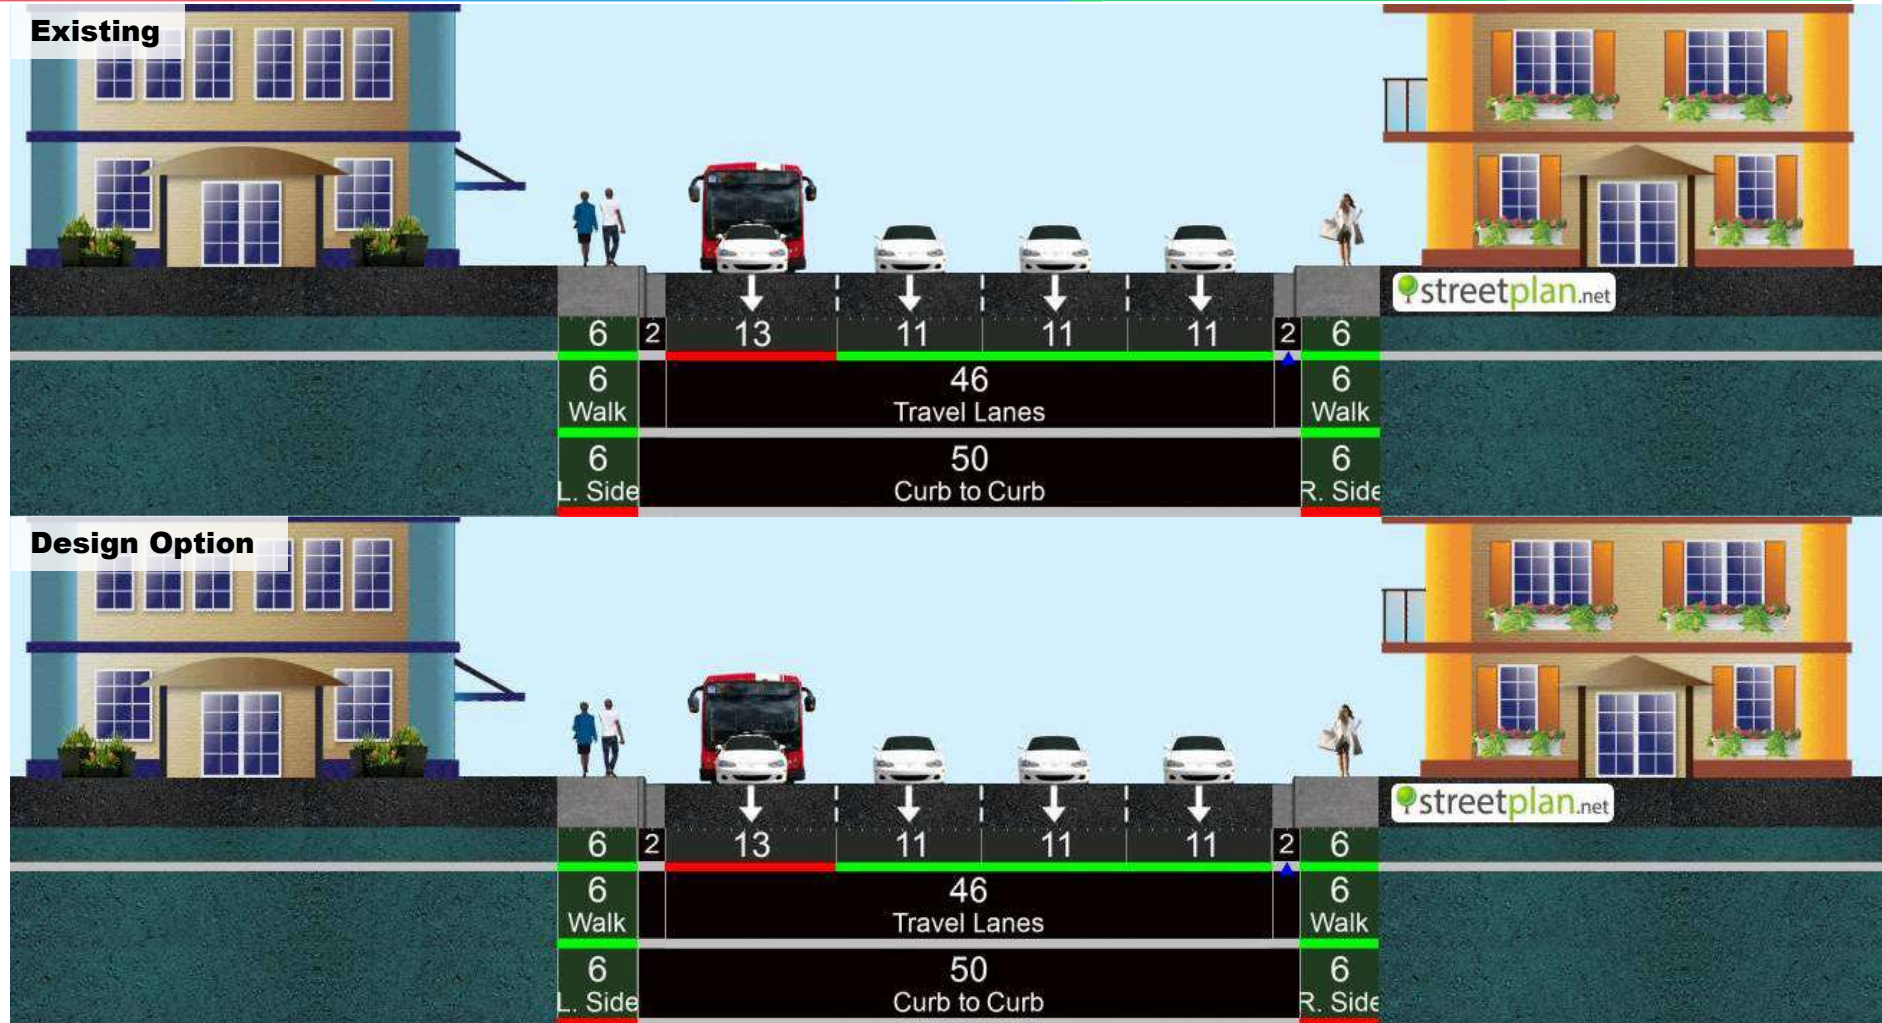 Existing
streetplan.net
6 2 13 11 11 11 2 6
6 46 6
Walk Travel Lanes Walk
6 50 6
L. Side Curb to Curb R. Side
Design Option
streetplan.net
6 2 13 11 11 11 2 6
6 46 6
Walk Travel Lanes Walk
6 50 6
L. Side Curb to Curb R. Side